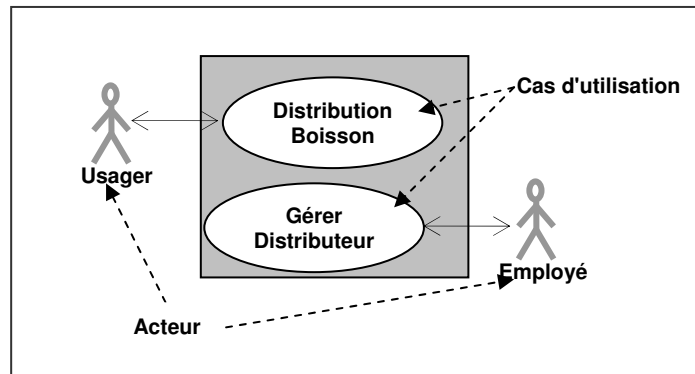 Cas d'utilisation
Distribution
Boisson
Usager
Gérer
Distributeur
Employé
Acteur